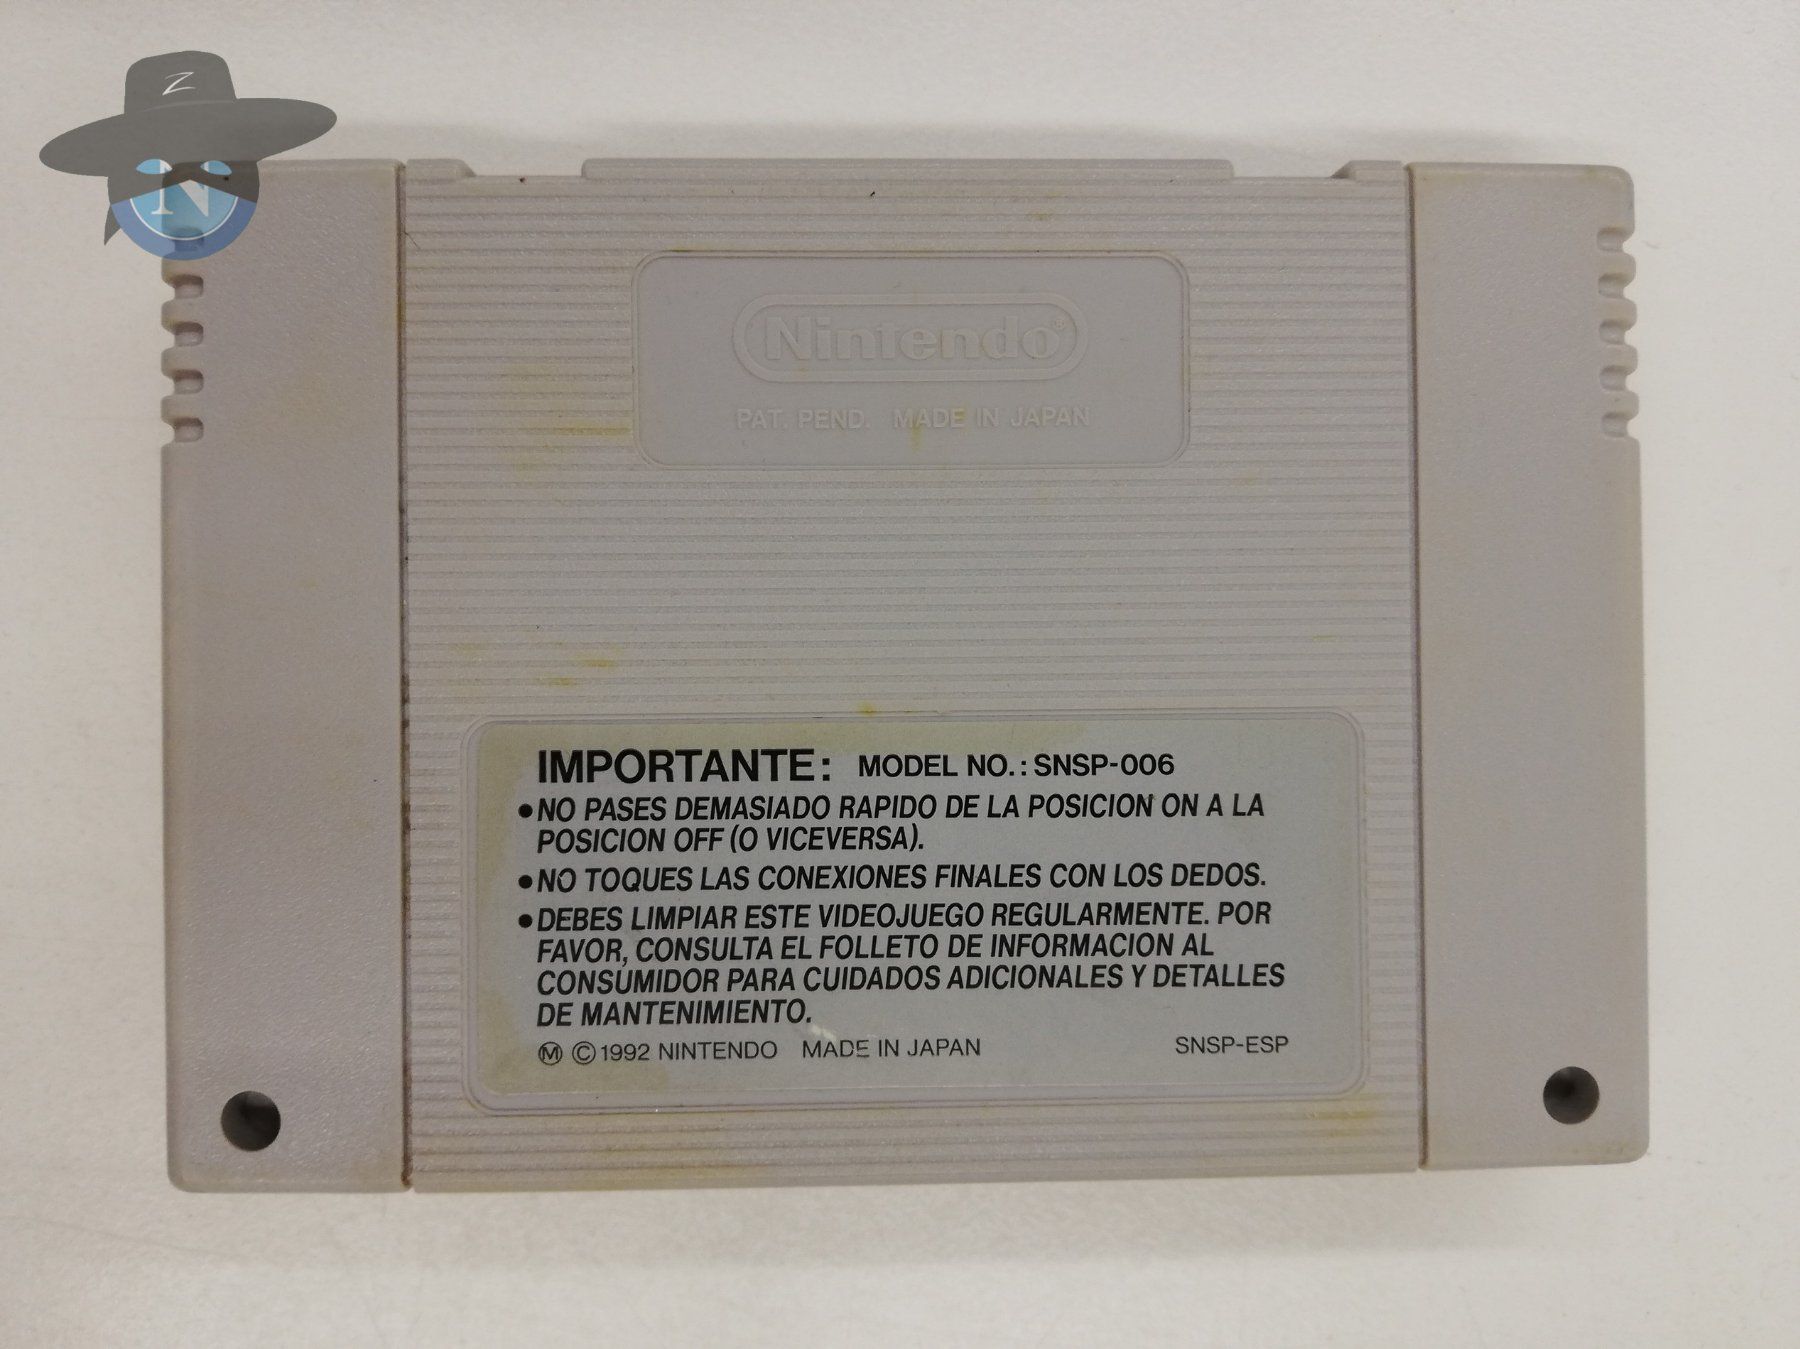 Z
N
Nintendo®
PAT. PEND. MADE IN JAPAN
IMPORTANTE: MODEL NO.: SNSP-006
●NO PASES DEMASIADO RAPIDO DE LA POSICION ON A LA
POSICION OFF (O VICEVERSA).
●NO TOQUES LAS CONEXIONES FINALES CON LOS DEDOS.
●DEBES LIMPIAR ESTE VIDEOJUEGO REGULARMENTE. POR
FAVOR, CONSULTA EL FOLLETO DE INFORMACION AL
CONSUMIDOR PARA CUIDADOS ADICIONALES Y DETALLES
DE MANTENIMIENTO.
Ⓜ ©1992 NINTENDO MADE IN JAPAN SNSP-ESP